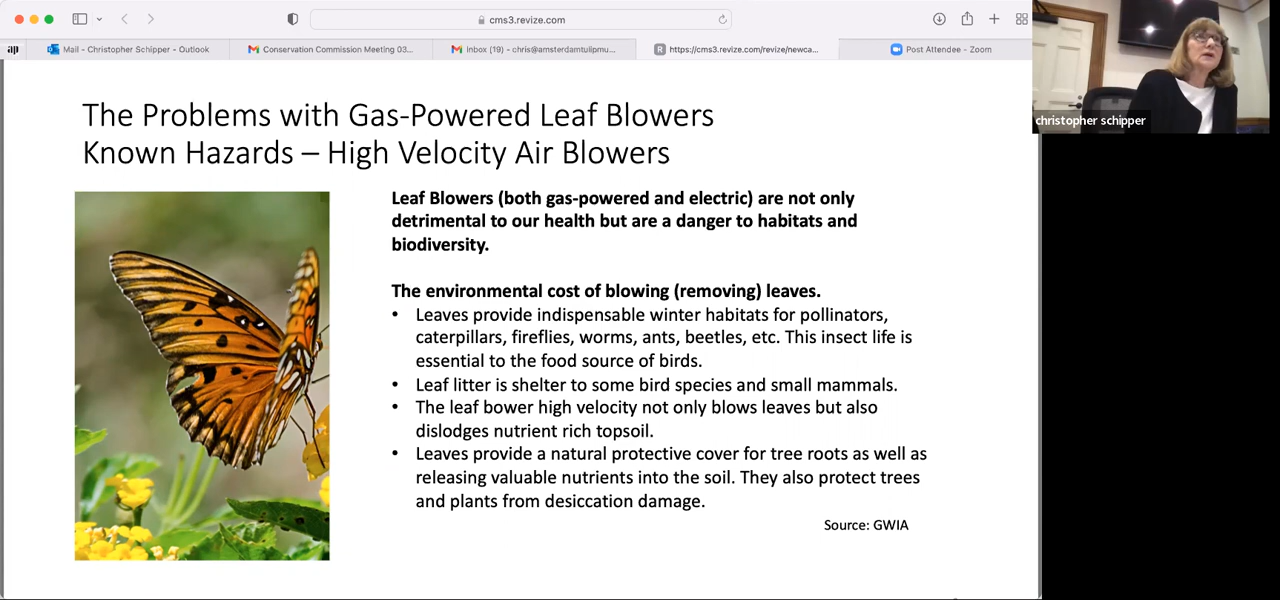 cms3.revize.com
ap
Mail - Christopher Schipper - Outlook
Conservation Commission Meeting 03...
Inbox (19) - chris@amsterdamtulipmu...
R
https://cms3.revize.com/revize/newca...
Post Attendee - Zoom
christopher schipper
The Problems with Gas-Powered Leaf Blowers
Known Hazards – High Velocity Air Blowers
Leaf Blowers (both gas-powered and electric) are not only
detrimental to our health but are a danger to habitats and
biodiversity.
The environmental cost of blowing (removing) leaves.
• Leaves provide indispensable winter habitats for pollinators,
caterpillars, fireflies, worms, ants, beetles, etc. This insect life is
essential to the food source of birds.
• Leaf litter is shelter to some bird species and small mammals.
• The leaf bower high velocity not only blows leaves but also
dislodges nutrient rich topsoil.
• Leaves provide a natural protective cover for tree roots as well as
releasing valuable nutrients into the soil. They also protect trees
and plants from desiccation damage.
Source: GWIA